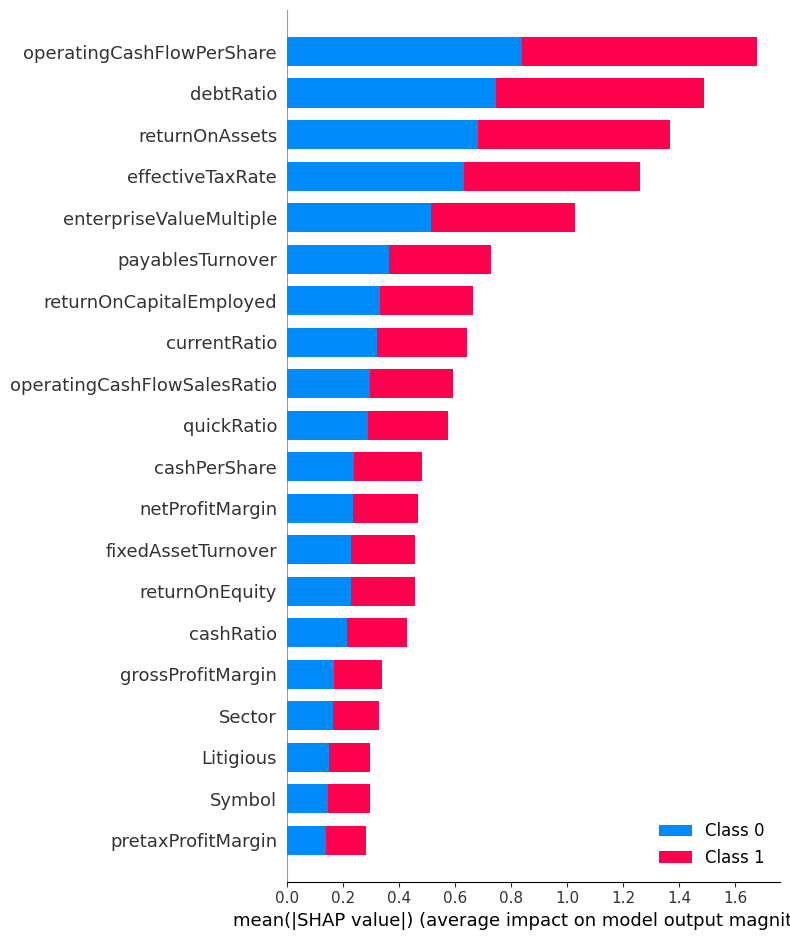 operatingCashFlowPerShare
debtRatio
returnOnAssets
effectiveTaxRate
enterpriseValueMultiple
payablesTurnover
returnOnCapitalEmployed
currentRatio
operatingCashFlowSalesRatio
quickRatio
cashPerShare
netProfitMargin
fixedAssetTurnover
returnOnEquity
cashRatio
grossProfitMargin
Sector
Litigious
Symbol
pretaxProfitMargin
Class 0
Class 1
0.0 0.2 0.4 0.6 0.8 1.0 1.2 1.4 1.6
mean(|SHAP value|) (average impact on model output magnit